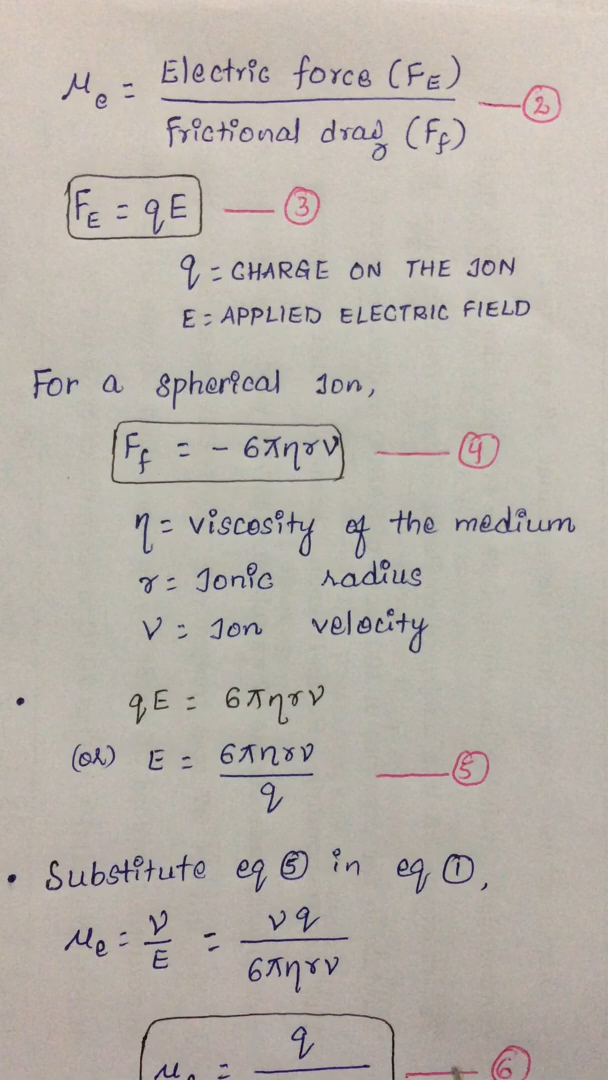 μe = Electric force (FE) / Frictional drag (Ff) — ②
FE = qE — ③
q = CHARGE ON THE ION
E = APPLIED ELECTRIC FIELD
For a Spherical Ion,
Ff = - 6πηrv — ④
η = viscosity of the medium
r = Ionic radius
v = Ion velocity
• qE = 6πηrv
(or) E = 6πηrv / q — ⑤
• Substitute eq ⑤ in eq ①,
μe = v / E = vq / 6πηrv
μe = q — ⑥